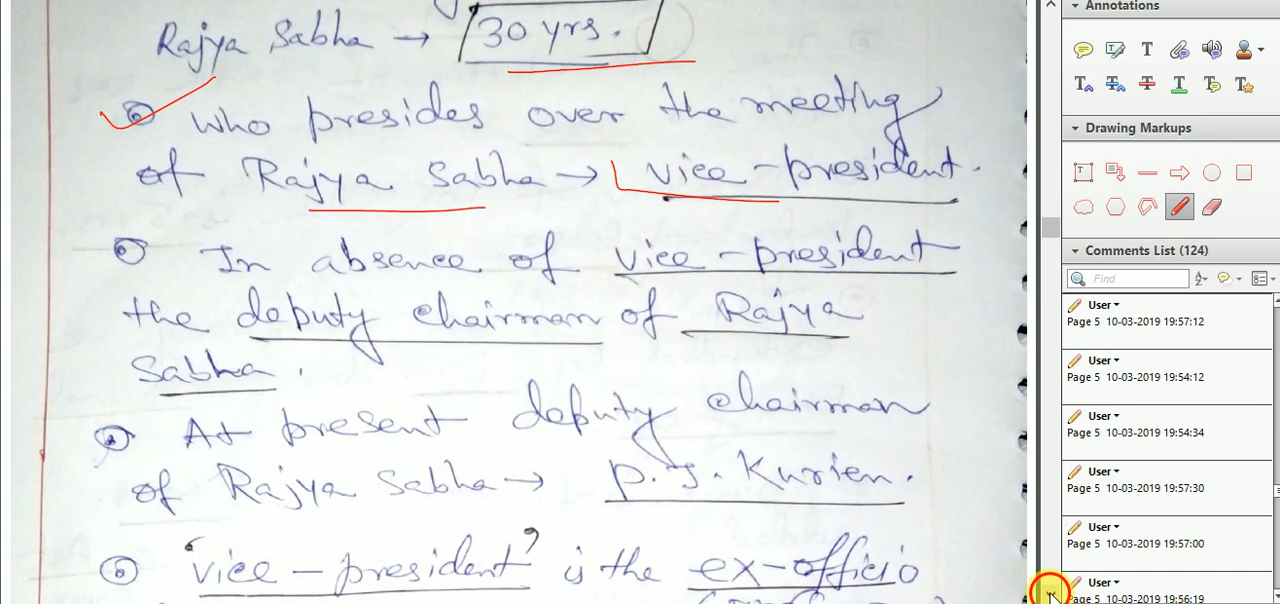 Rajya Sabha → 30 yrs.
Who presides over the meeting
of Rajya Sabha → vice-president.
In absence of vice-president
the deputy chairman of Rajya
Sabha.
At present deputy chairman
of Rajya Sabha → P. J. Kurien.
'vice-president' is the ex-officio
Annotations
Drawing Markups
Comments List (124)
Find
User
Page 5 10-03-2019 19:57:12
User
Page 5 10-03-2019 19:54:12
User
Page 5 10-03-2019 19:54:34
User
Page 5 10-03-2019 19:57:30
User
Page 5 10-03-2019 19:57:00
User
Page 5 10-03-2019 19:56:19